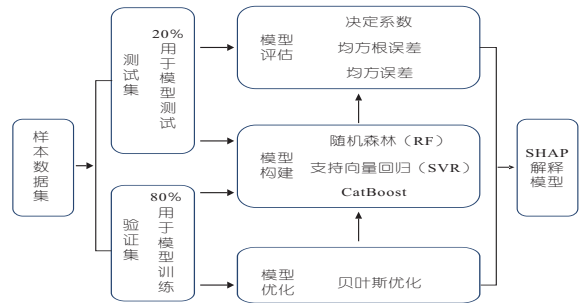 样本数据集
测试集
20%用于模型测试
验证集
80%用于模型训练
模型评估
决定系数
均方根误差
均方误差
模型构建
随机森林（RF）
支持向量回归（SVR）
CatBoost
模型优化
贝叶斯优化
SHAP
解释
模型